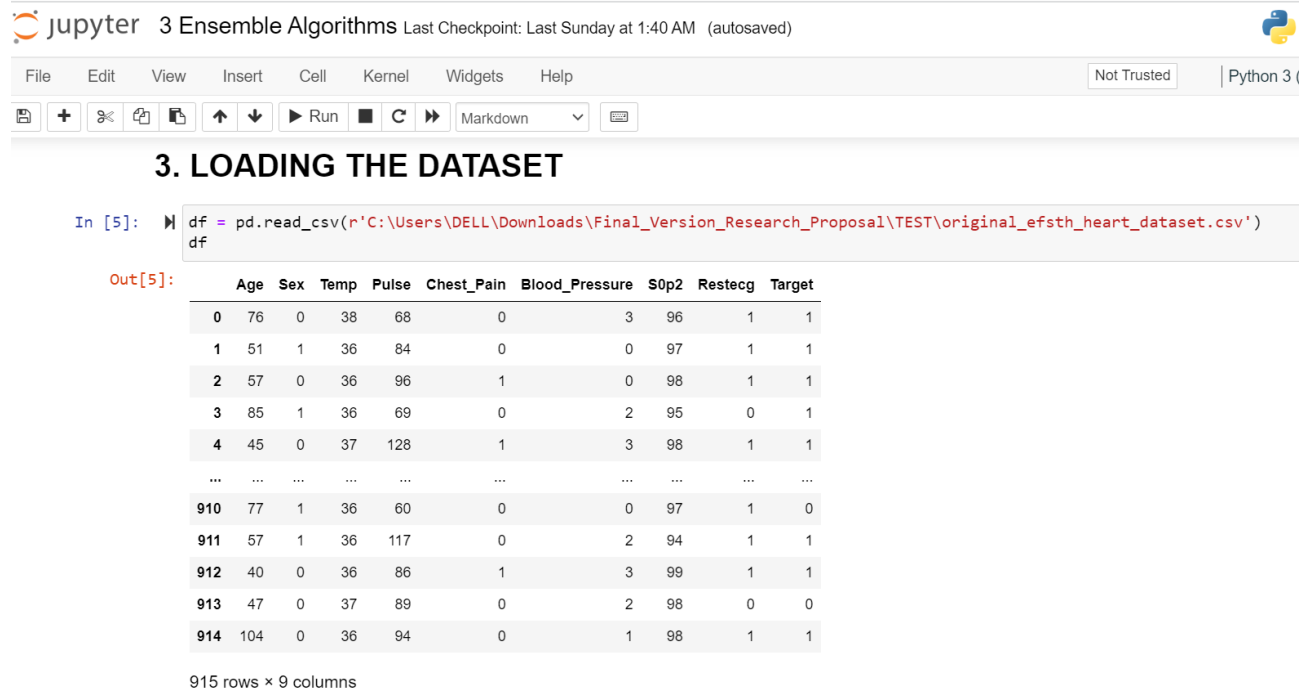 jupyter 3 Ensemble Algorithms Last Checkpoint: Last Sunday at 1:40 AM (autosaved)
File Edit View Insert Cell Kernel Widgets Help Not Trusted Python 3 (
Run Markdown
3. LOADING THE DATASET
In [5]: df = pd.read_csv(r'C:\Users\DELL\Downloads\Final_Version_Research_Proposal\TEST\original_efsth_heart_dataset.csv')
df
Out[5]:
Age Sex Temp Pulse Chest_Pain Blood_Pressure S0p2 Restecg Target
0 76 0 38 68 0 3 96 1 1
1 51 1 36 84 0 0 97 1 1
2 57 0 36 96 1 0 98 1 1
3 85 1 36 69 0 2 95 0 1
4 45 0 37 128 1 3 98 1 1
... ... ... ... ... ... ... ... ... ...
910 77 1 36 60 0 0 97 1 0
911 57 1 36 117 0 2 94 1 1
912 40 0 36 86 1 3 99 1 1
913 47 0 37 89 0 2 98 0 0
914 104 0 36 94 0 1 98 1 1
915 rows × 9 columns